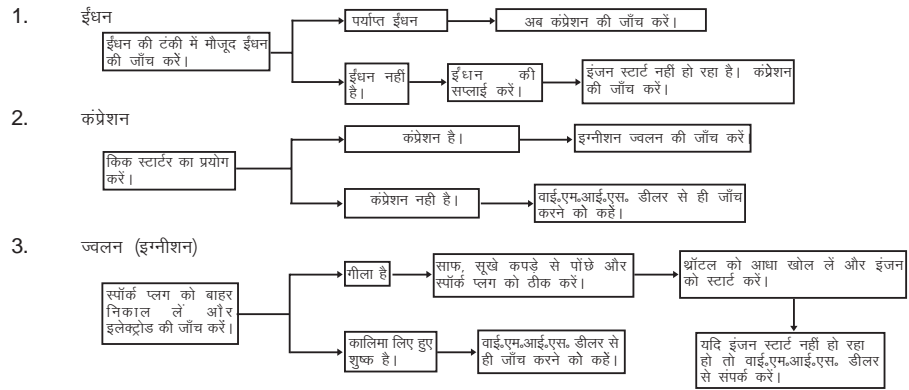 1. ईंधन
ईंधन की टंकी में मौजूद ईंधन
की जाँच करें।
पर्याप्त ईंधन
अब कंप्रेशन की जाँच करें।
ईंधन नहीं
है।
ईंधन की
सप्लाई करें।
इंजन स्टार्ट नहीं हो रहा है। कंप्रेशन
की जाँच करें।
2. कंप्रेशन
किक स्टार्टर का प्रयोग
करें।
कंप्रेशन है।
इग्नीशन ज्वलन की जाँच करें।
कंप्रेशन नही है।
वाई॰एम॰आई॰एस॰ डीलर से ही जाँच
करने को कहें।
3. ज्वलन (इग्नीशन)
स्पॉर्क प्लग को बाहर
निकाल लें और
इलेक्ट्रोड की जाँच करें।
गीला है
साफ, सूखे कपड़े से पोंछे और
स्पॉर्क प्लग को ठीक करें।
थ्रॉटल को आधा खोल लें और इंजन
को स्टार्ट करें।
कालिमा लिए हुए
शुष्क है।
वाई॰एम॰आई॰एस॰ डीलर से
ही जाँच करने को कहें।
यदि इंजन स्टार्ट नहीं हो रहा
हो तो वाई॰एम॰आई॰एस॰ डीलर
से संपर्क करें।